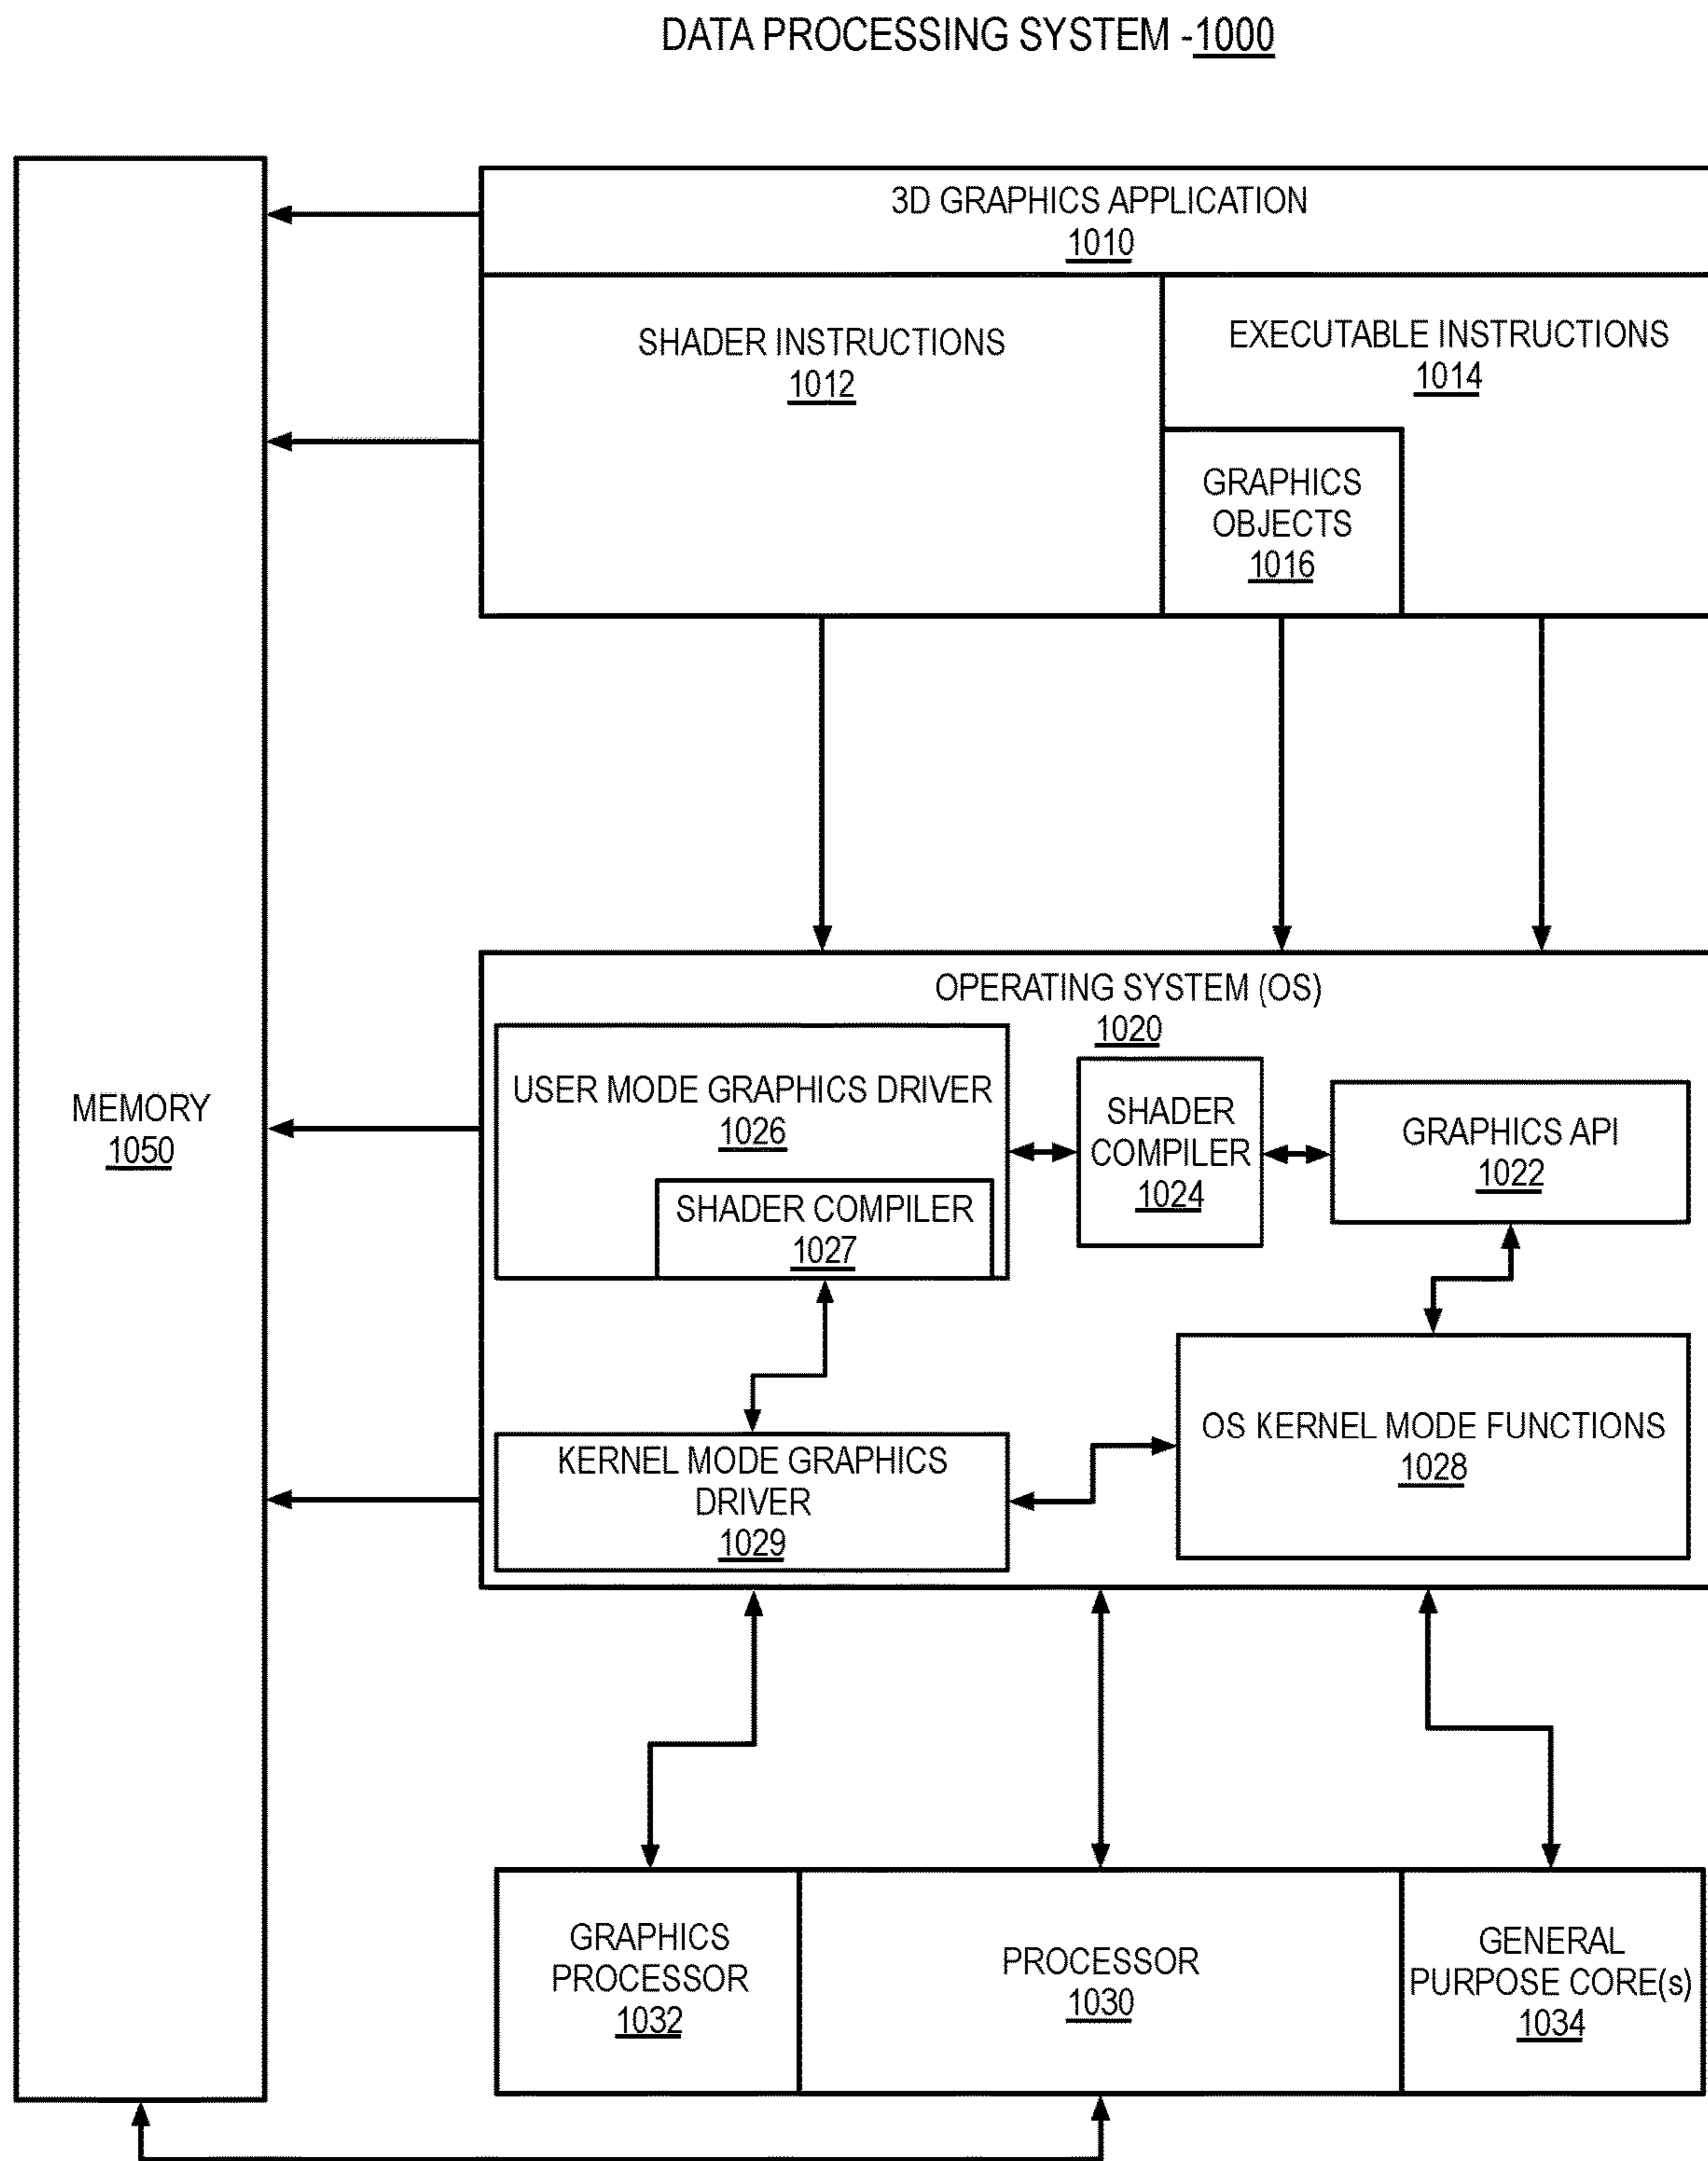 DATA PROCESSING SYSTEM -1000
3D GRAPHICS APPLICATION
1010
SHADER INSTRUCTIONS
1012
EXECUTABLE INSTRUCTIONS
1014
GRAPHICS
OBJECTS
1016
MEMORY
1050
OPERATING SYSTEM (OS)
1020
USER MODE GRAPHICS DRIVER
1026
SHADER COMPILER
1027
SHADER
COMPILER
1024
GRAPHICS API
1022
KERNEL MODE GRAPHICS
DRIVER
1029
OS KERNEL MODE FUNCTIONS
1028
GRAPHICS
PROCESSOR
1032
PROCESSOR
1030
GENERAL
PURPOSE CORE(s)
1034